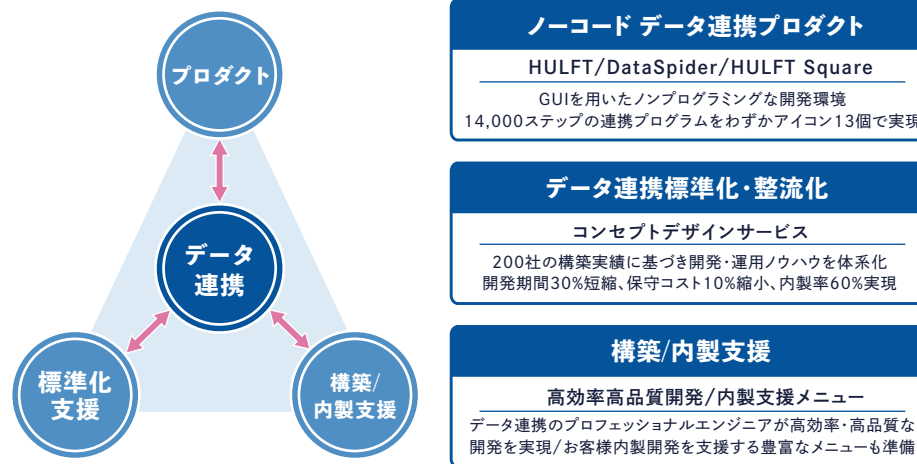 プロダクト
データ
連携
標準化
支援
構築/
内製支援
ノーコード データ連携プロダクト
HULFT/DataSpider/HULFT Square
GUIを用いたノンプログラミングな開発環境
14,000ステップの連携プログラムをわずかアイコン13個で実現
データ連携標準化・整流化
コンセプトデザインサービス
200社の構築実績に基づき開発・運用ノウハウを体系化
開発期間30%短縮、保守コスト10%縮小、内製率60%実現
構築/内製支援
高効率高品質開発/内製支援メニュー
データ連携のプロフェッショナルエンジニアが高効率・高品質な
開発を実現/お客様内製開発を支援する豊富なメニューも準備